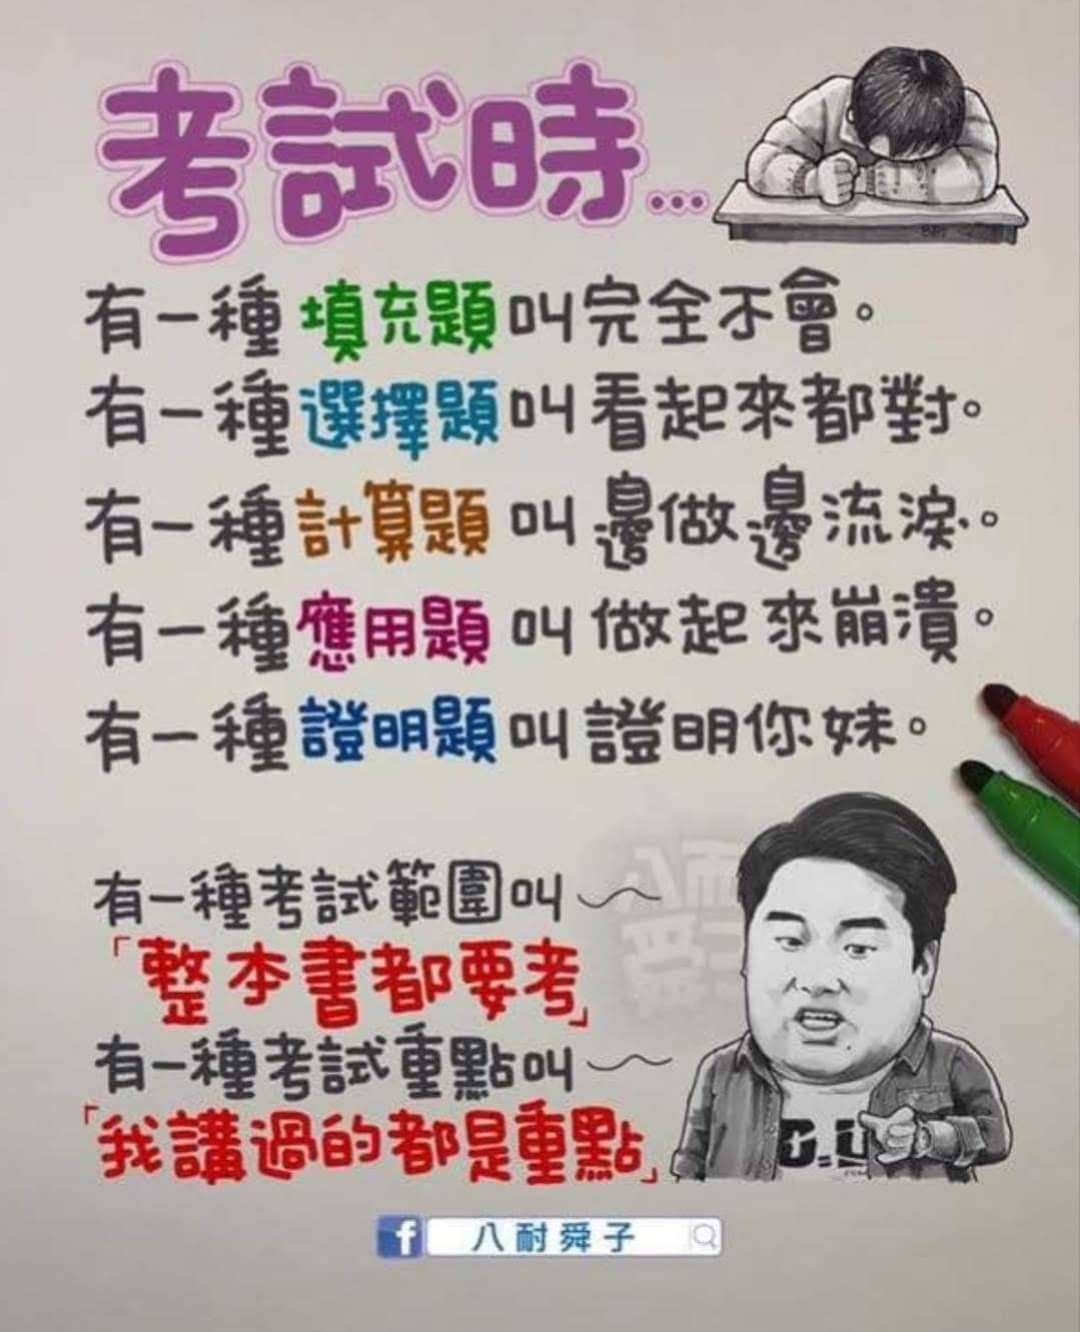 考試時...
有一種填充題叫完全不會。
有一種選擇題叫看起來都對。
有一種計算題叫邊做邊流淚。
有一種應用題叫做起來崩潰。
有一種證明題叫證明你妹。
有一種考試範圍叫～
「整本書都要考」
有一種考試重點叫～
「我講過的都是重點」
f 八耐舜子